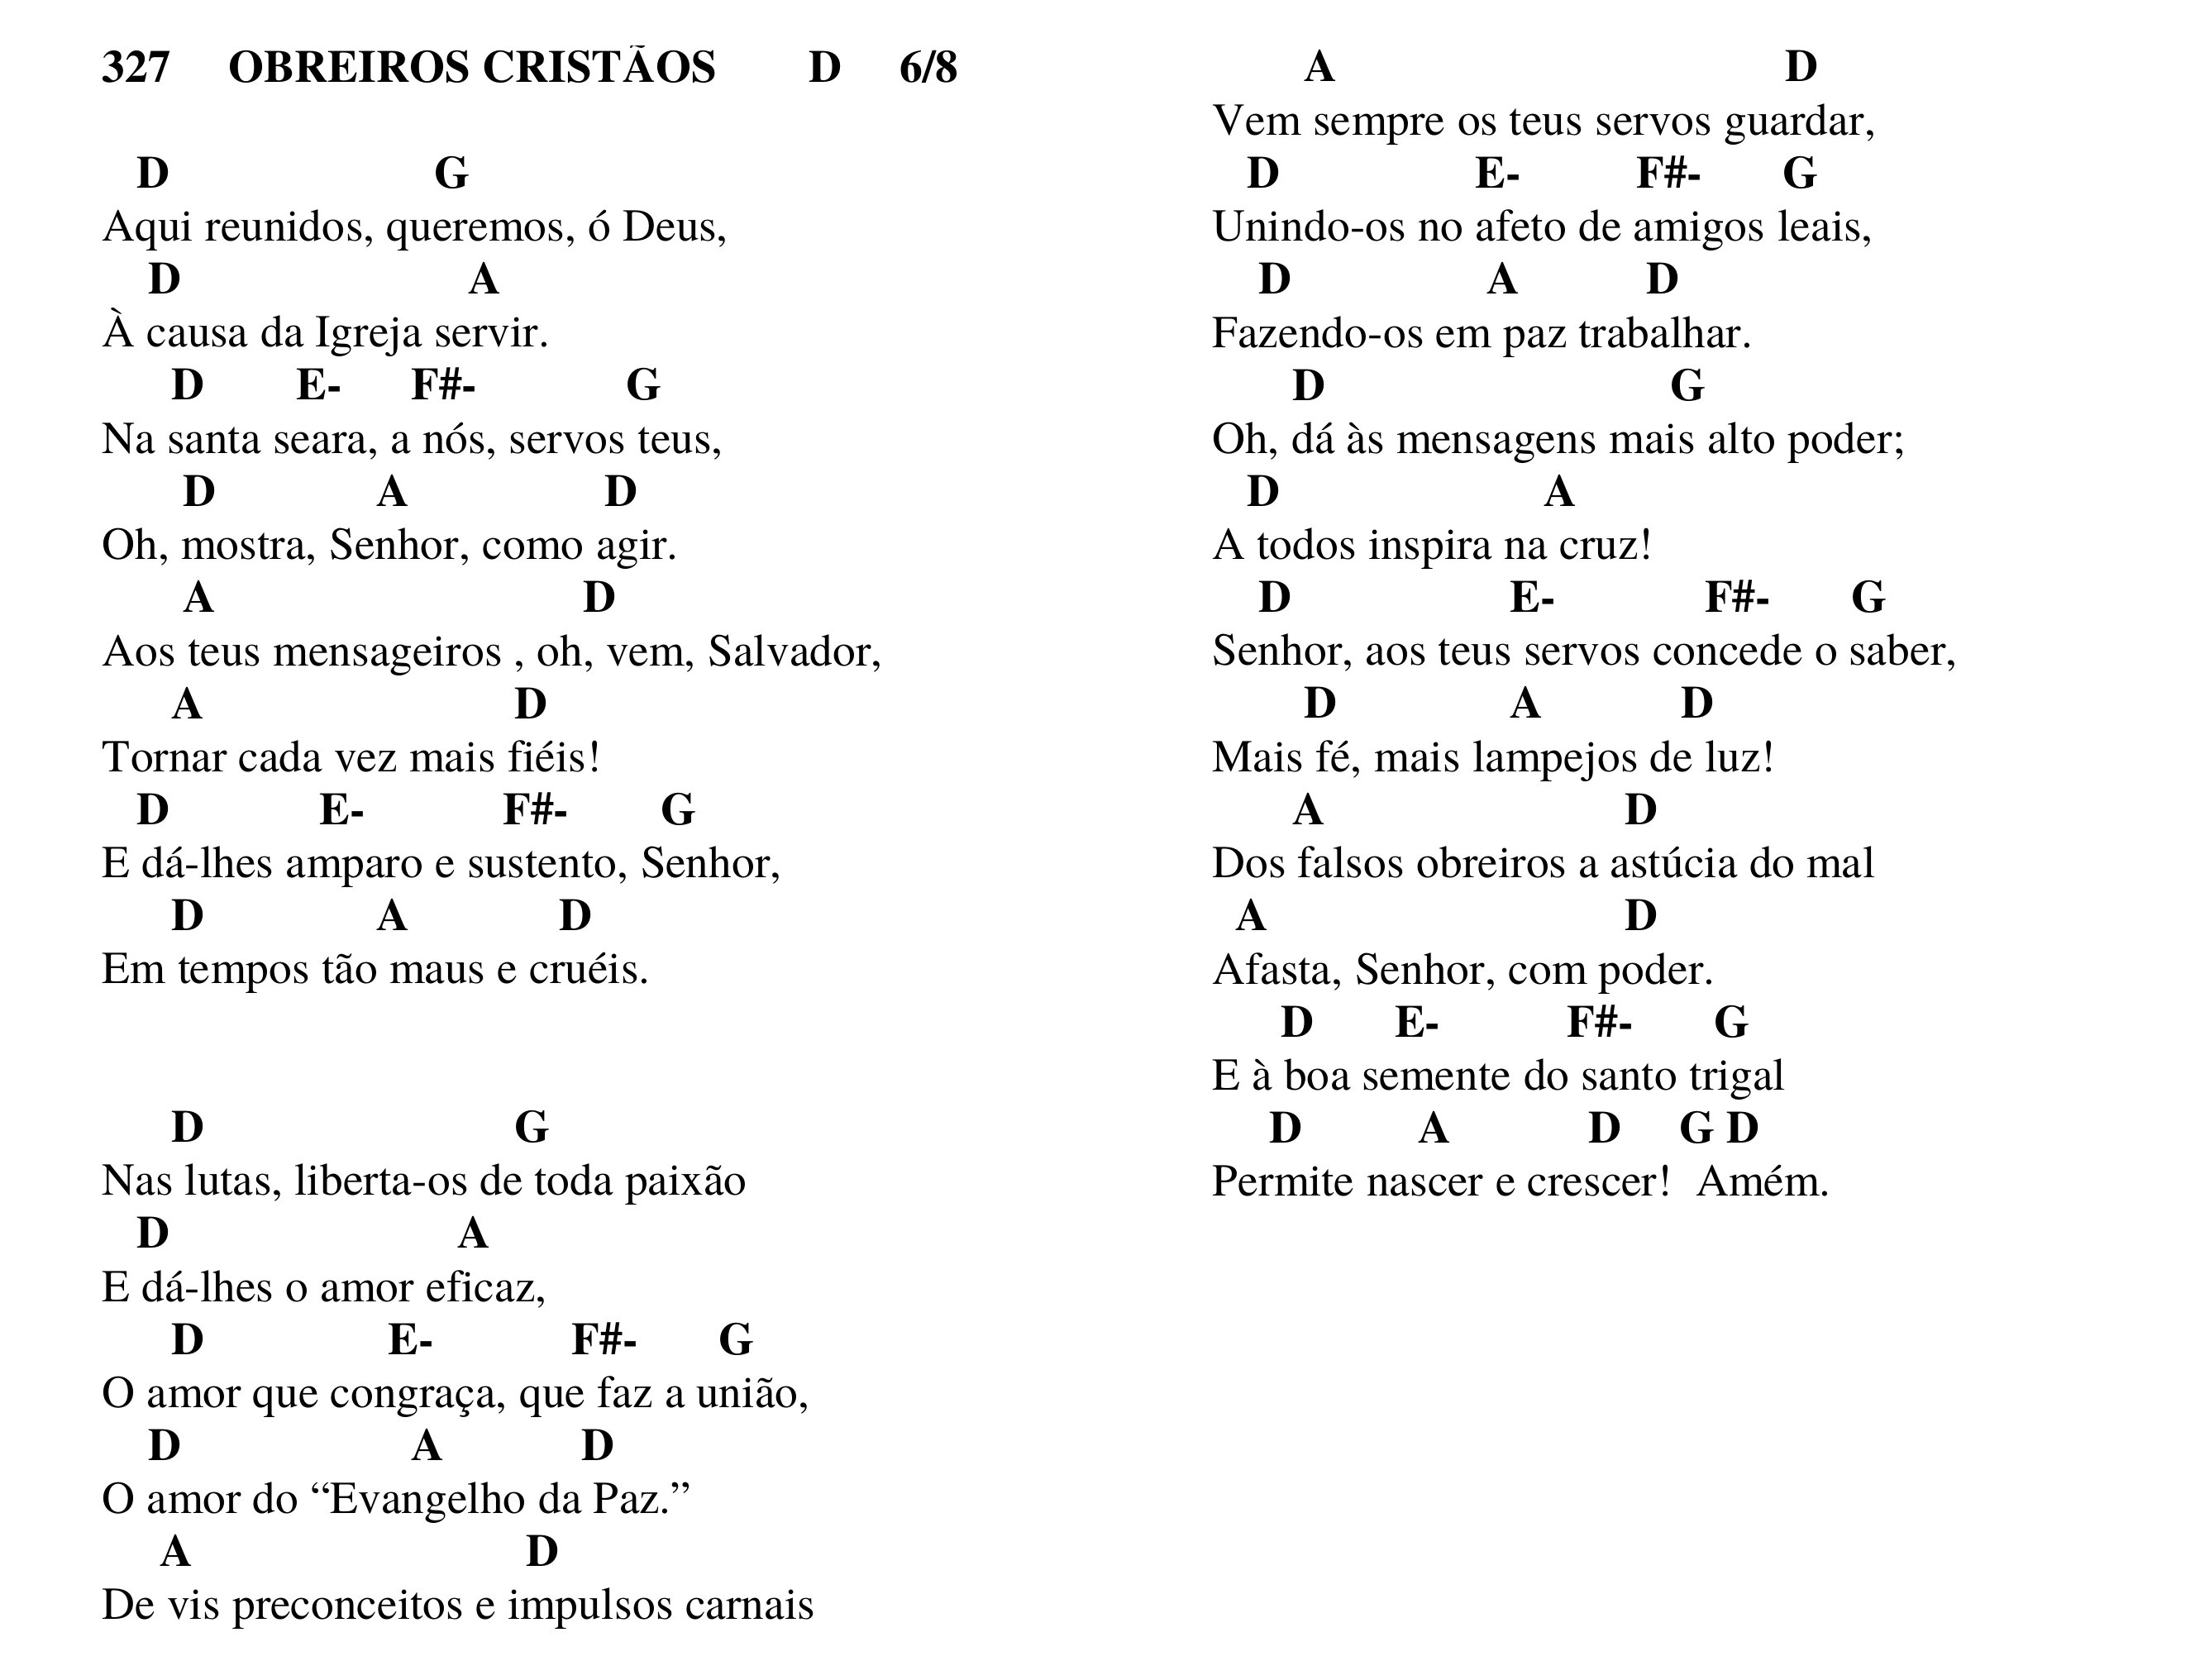 327 OBREIROS CRISTÃOS D 6/8
D G
Aqui reunidos, queremos, ó Deus,
D A
À causa da Igreja servir.
D E- F#- G
Na santa seara, a nós, servos teus,
D A D
Oh, mostra, Senhor, como agir.
A D
Aos teus mensageiros , oh, vem, Salvador,
A D
Tornar cada vez mais fiéis!
D E- F#- G
E dá-lhes amparo e sustento, Senhor,
D A D
Em tempos tão maus e cruéis.
D G
Nas lutas, liberta-os de toda paixão
D A
E dá-lhes o amor eficaz,
D E- F#- G
O amor que congraça, que faz a união,
D A D
O amor do “Evangelho da Paz.”
A D
De vis preconceitos e impulsos carnais
A D
Vem sempre os teus servos guardar,
D E- F#- G
Unindo-os no afeto de amigos leais,
D A D
Fazendo-os em paz trabalhar.
D G
Oh, dá às mensagens mais alto poder;
D A
A todos inspira na cruz!
D E- F#- G
Senhor, aos teus servos concede o saber,
D A D
Mais fé, mais lampejos de luz!
A D
Dos falsos obreiros a astúcia do mal
A D
Afasta, Senhor, com poder.
D E- F#- G
E à boa semente do santo trigal
D A D G D
Permite nascer e crescer! Amém.